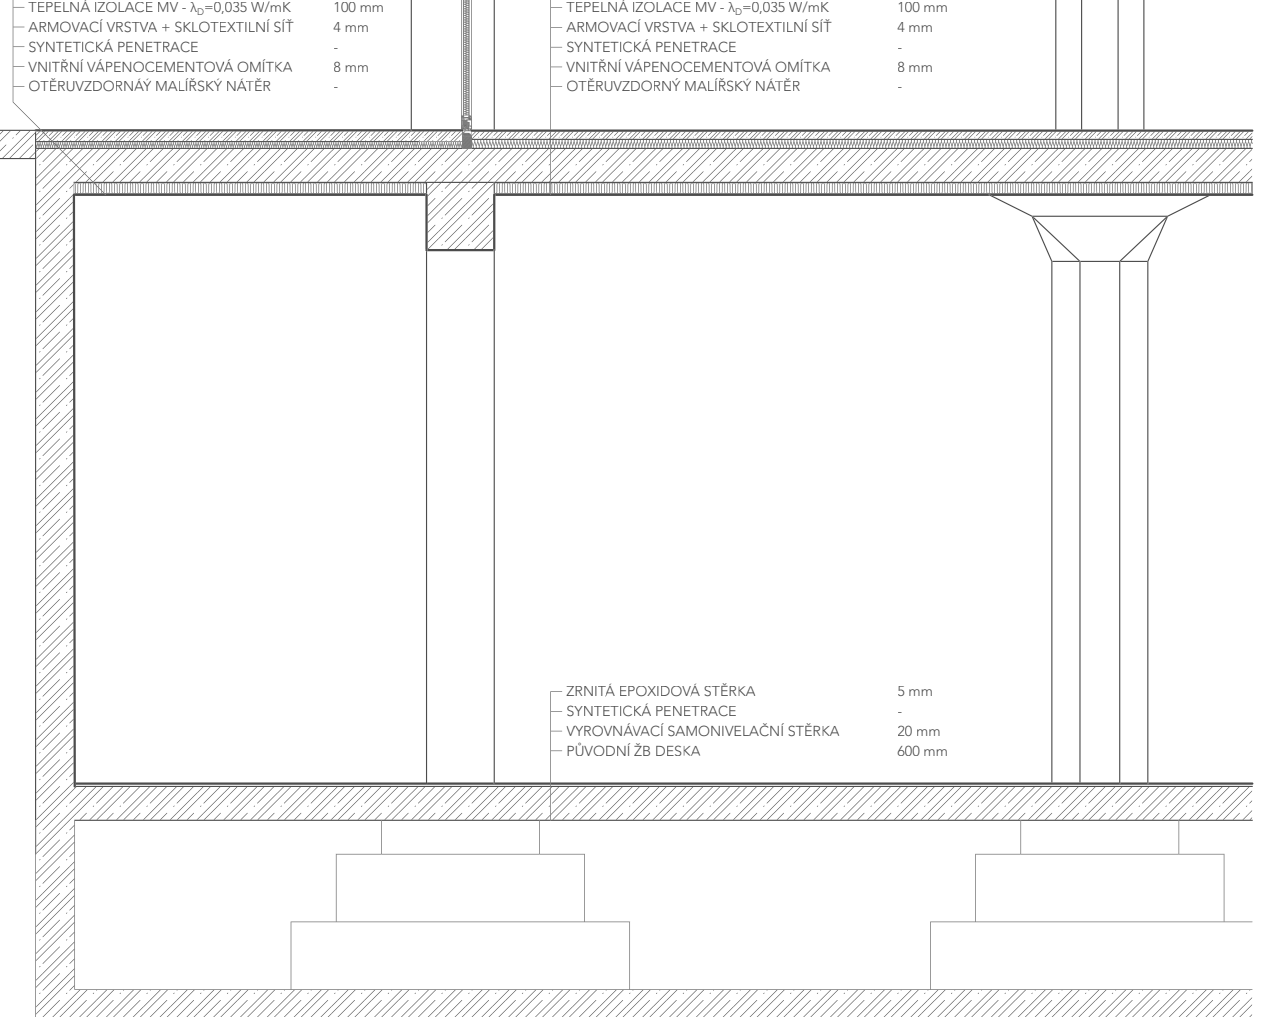 TEPELNÁ IZOLACE MV - λD=0,035 W/mK 100 mm
ARMOVACÍ VRSTVA + SKLOTEXTILNÍ SÍŤ 4 mm
SYNTETICKÁ PENETRACE -
VNITŘNÍ VÁPENOCEMENTOVÁ OMÍTKA 8 mm
OTĚRUVZDORNÁÝ MALÍŘSKÝ NÁTĚR -
TEPELNÁ IZOLACE MV - λD=0,035 W/mK 100 mm
ARMOVACÍ VRSTVA + SKLOTEXTILNÍ SÍŤ 4 mm
SYNTETICKÁ PENETRACE -
VNITŘNÍ VÁPENOCEMENTOVÁ OMÍTKA 8 mm
OTĚRUVZDORNÝ MALÍŘSKÝ NÁTĚR -
ZRNITÁ EPOXIDOVÁ STĚRKA 5 mm
SYNTETICKÁ PENETRACE -
VYROVNÁVACÍ SAMONIVELAČNÍ STĚRKA 20 mm
PŮVODNÍ ŽB DESKA 600 mm